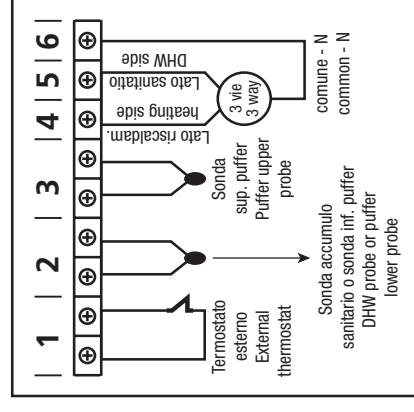 1
2
3
4
5
6
Termostato
esterno
External
thermostat
Sonda accumulo
sanitario o sonda inf. puffer
DHW probe or puffer
lower probe
Sonda
sup. puffer
Puffer upper
probe
Lato riscaldam.
heating side
Lato sanitatio
DHW side
3 vie
3 way
comune - N
common - N